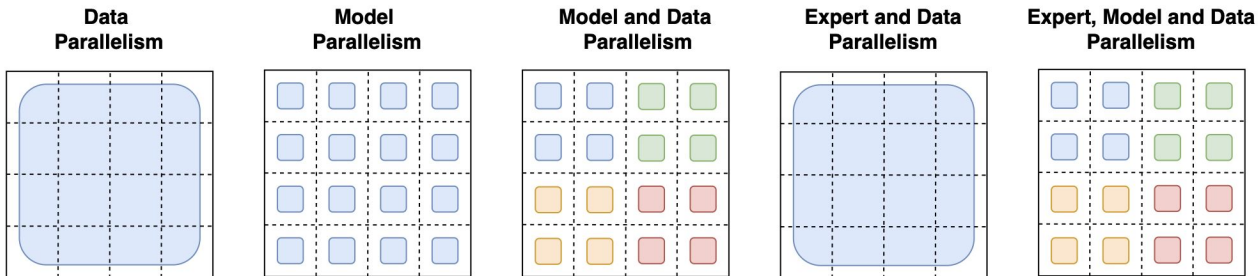 Data
Parallelism
Model
Parallelism
Model and Data
Parallelism
Expert and Data
Parallelism
Expert, Model and Data
Parallelism